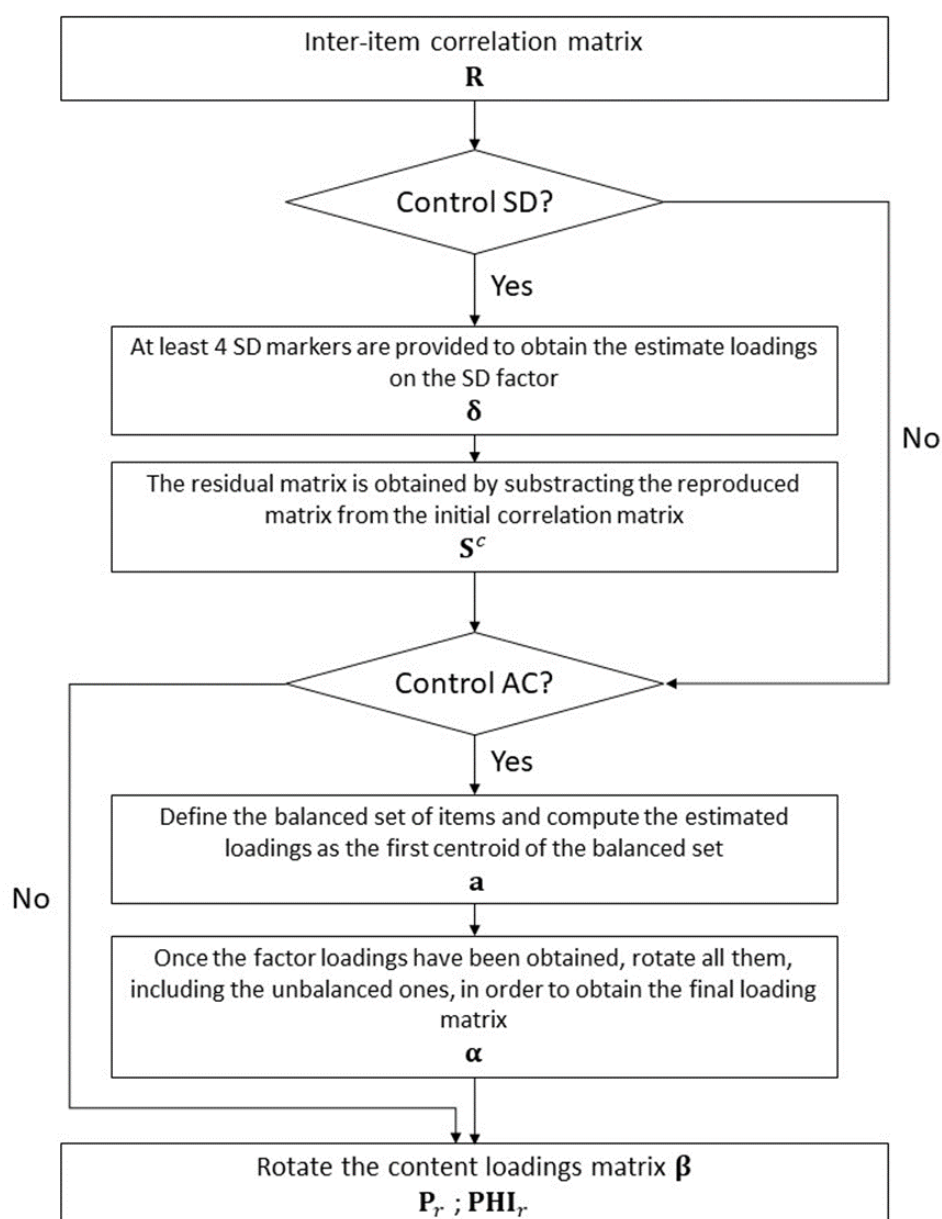 Inter-item correlation matrix
R
Control SD?
Yes
At least 4 SD markers are provided to obtain the estimate loadings
on the SD factor
δ
No
The residual matrix is obtained by substracting the reproduced
matrix from the initial correlation matrix
Sᶜ
Control AC?
Yes
Define the balanced set of items and compute the estimated
loadings as the first centroid of the balanced set
a
No
Once the factor loadings have been obtained, rotate all them,
including the unbalanced ones, in order to obtain the final loading
matrix
α
Rotate the content loadings matrix β
Pᵣ ; PHIᵣ